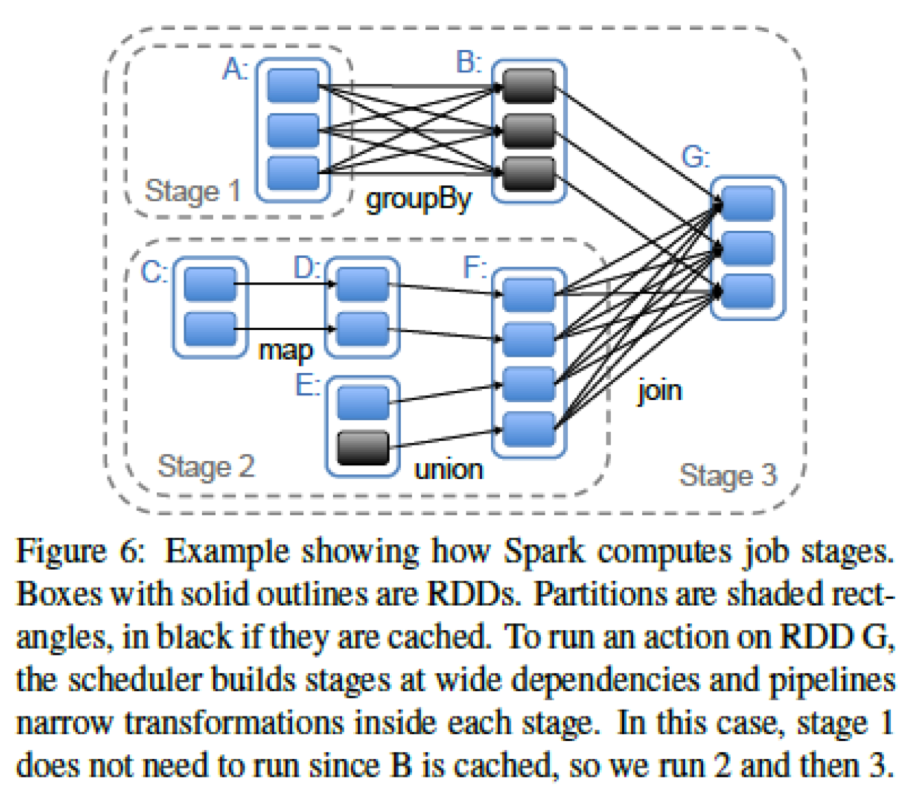 A:
B:
Stage 1
groupBy
G:
C:
D:
F:
map
E:
join
Stage 2
union
Stage 3
Figure 6: Example showing how Spark computes job stages.
Boxes with solid outlines are RDDs. Partitions are shaded rect-
angles, in black if they are cached. To run an action on RDD G,
the scheduler builds stages at wide dependencies and pipelines
narrow transformations inside each stage. In this case, stage 1
does not need to run since B is cached, so we run 2 and then 3.